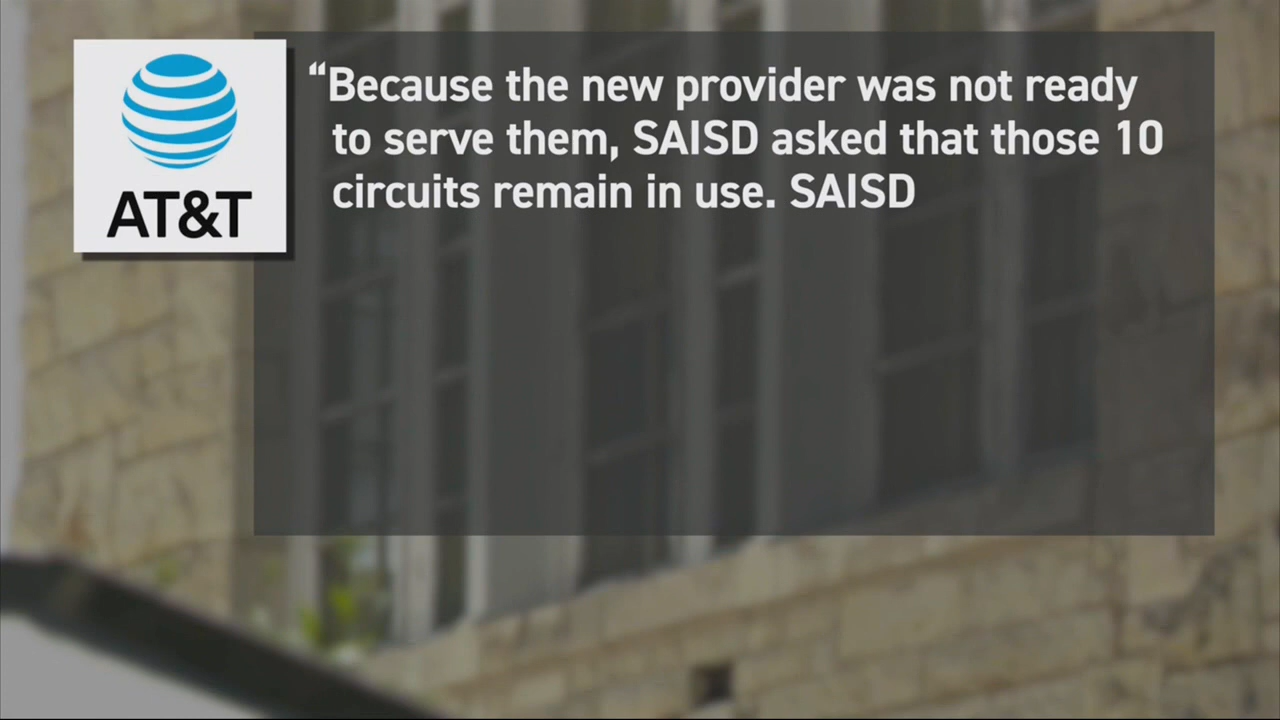 AT&T
“Because the new provider was not ready
to serve them, SAISD asked that those 10
circuits remain in use. SAISD